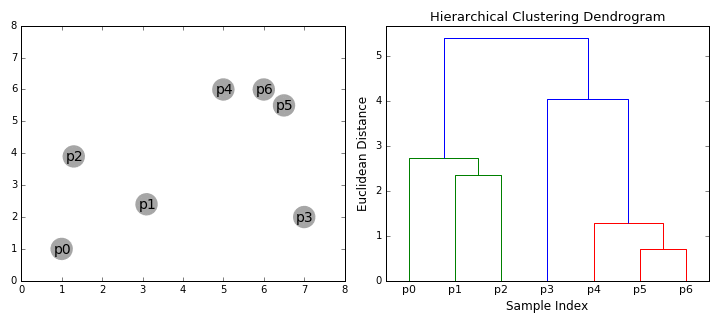 Hierarchical Clustering Dendrogram
8
7
6
5
4
3
2
1
0
p4
p6
p5
p2
p1
p3
p0
0 1 2 3 4 5 6 7 8
Euclidean Distance
5
4
3
2
1
0
p0 p1 p2 p3 p4 p5 p6
Sample Index